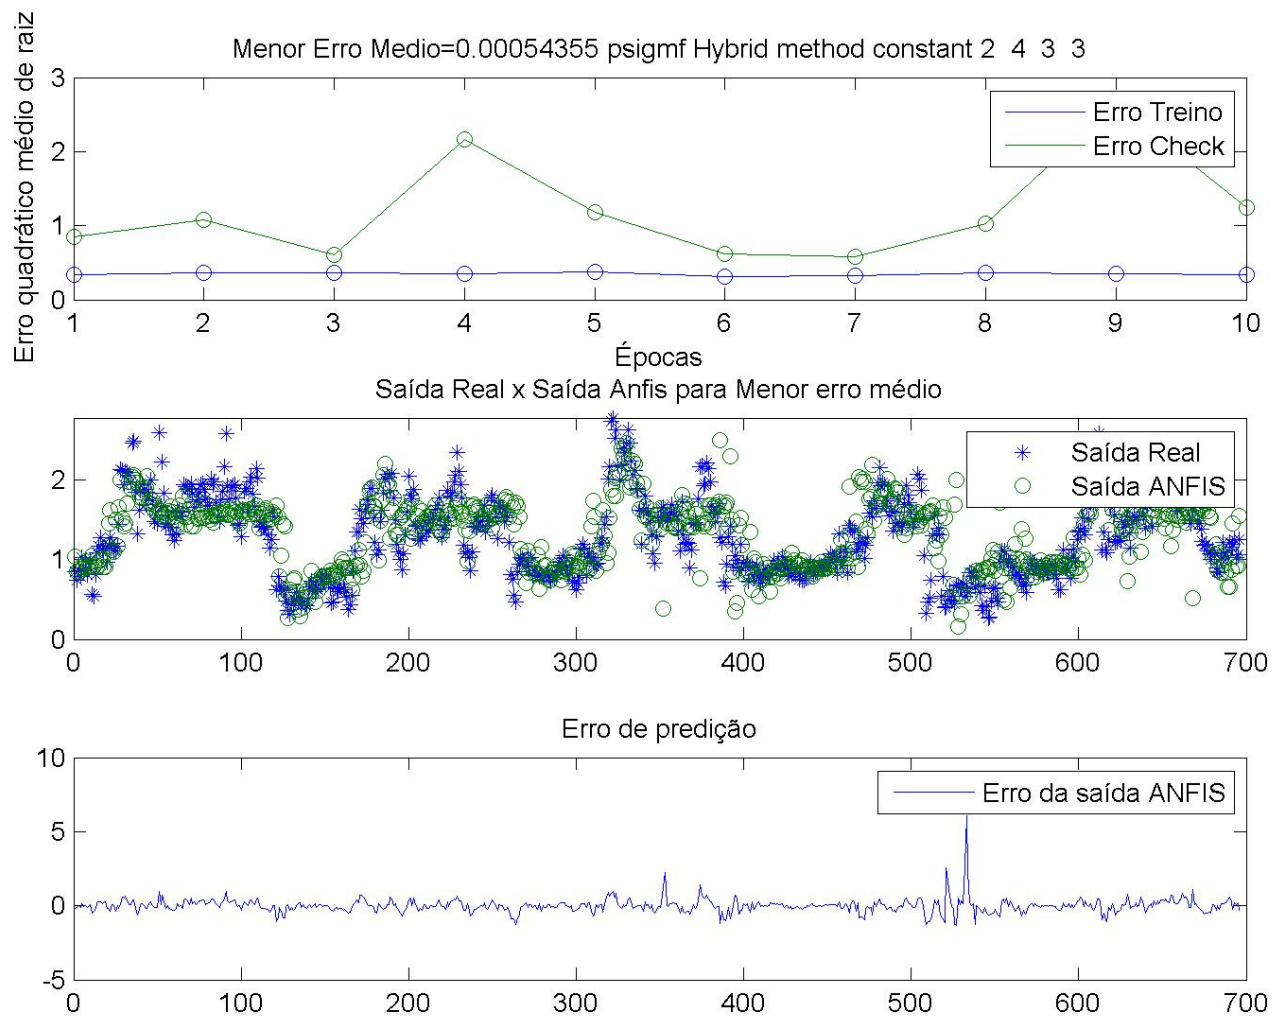 Menor Erro Medio=0.00054355 psigmf Hybrid method constant 2 4 3 3
Erro quadrático médio de raiz
3
2
1
0
Erro Treino
Erro Check
1 2 3 4 5 6 7 8 9 10
Épocas
Saída Real x Saída Anfis para Menor erro médio
2
1
0
Saída Real
Saída ANFIS
0 100 200 300 400 500 600 700
Erro de predição
10
5
0
-5
Erro da saída ANFIS
0 100 200 300 400 500 600 700